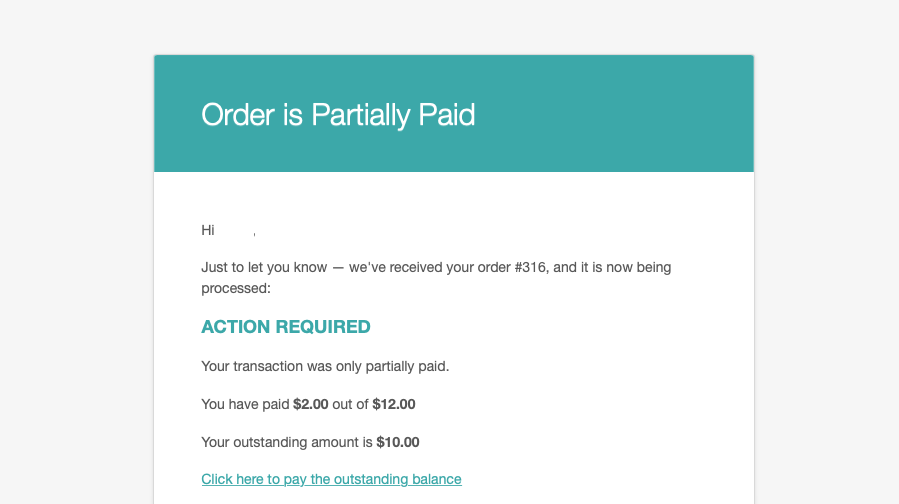 Order is Partially Paid
Hi ,
Just to let you know — we've received your order #316, and it is now being
processed:
ACTION REQUIRED
Your transaction was only partially paid.
You have paid $2.00 out of $12.00
Your outstanding amount is $10.00
Click here to pay the outstanding balance